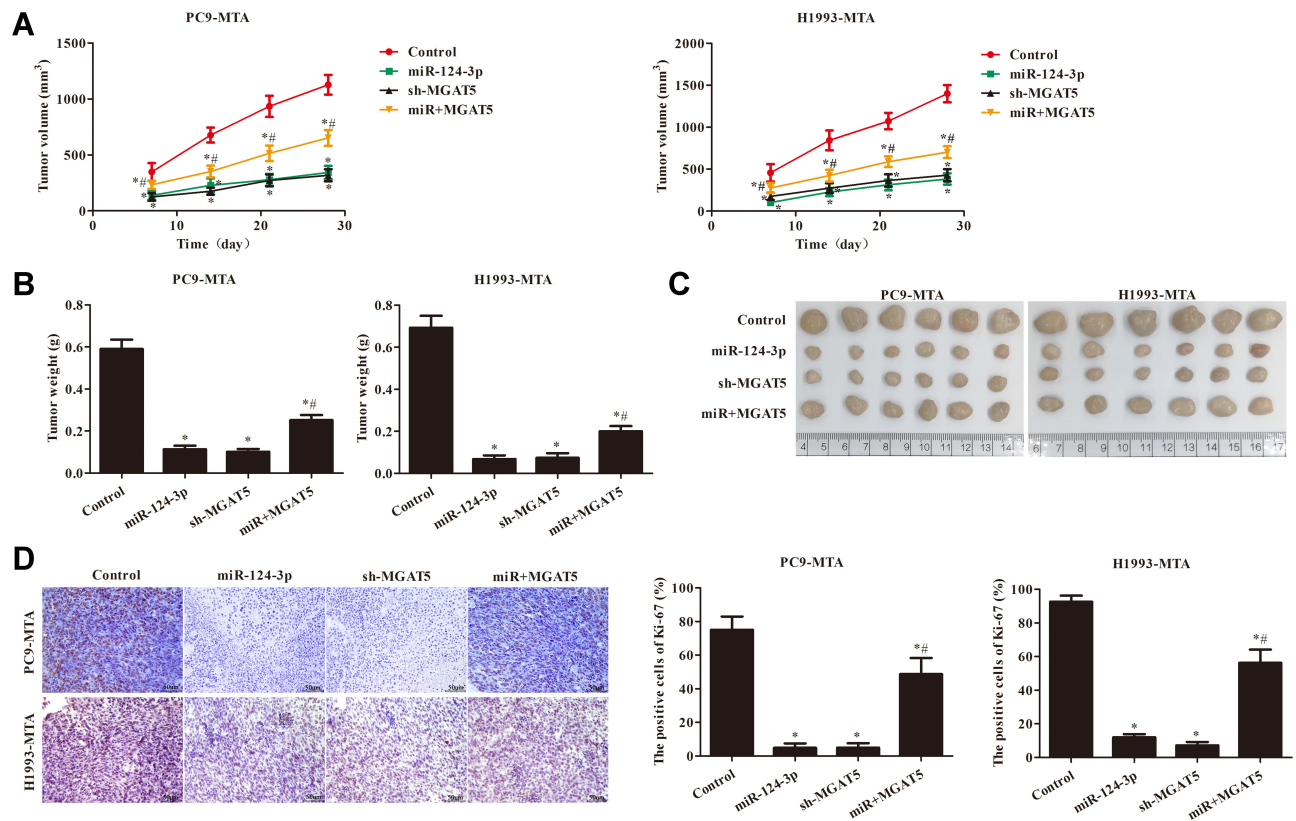 A
PC9-MTA
Tumor volume (mm3)
1500
1000
500
0
0 10 20 30
Time (day)
Control
miR-124-3p
sh-MGAT5
miR+MGAT5
*# *# *# *#
* * * *
* * * *
H1993-MTA
Tumor volume (mm3)
2000
1500
1000
500
0
0 10 20 30
Time (day)
Control
miR-124-3p
sh-MGAT5
miR+MGAT5
*# *# *# *#
* * * *
* * * *
B
PC9-MTA
Tumor weight (g)
0.8
0.6
0.4
0.2
0.0
* * *#
Control miR-124-3p sh-MGAT5 miR+MGAT5
H1993-MTA
Tumor weight (g)
0.8
0.6
0.4
0.2
0.0
* * *#
Control miR-124-3p sh-MGAT5 miR+MGAT5
C
PC9-MTA H1993-MTA
Control
miR-124-3p
sh-MGAT5
miR+MGAT5
4 5 6 7 8 9 10 11 12 13 14
6 7 8 9 10 11 12 13 14 15 16 17
D
Control miR-124-3p sh-MGAT5 miR+MGAT5
PC9-MTA
50μm 50μm 50μm 50μm
H1993-MTA
50μm 50μm 50μm 50μm
PC9-MTA
The positive cells of Ki-67 (%)
100
80
60
40
20
0
* * *#
Control miR-124-3p sh-MGAT5 miR+MGAT5
H1993-MTA
The positive cells of Ki-67 (%)
100
80
60
40
20
0
* * *#
Control miR-124-3p sh-MGAT5 miR+MGAT5